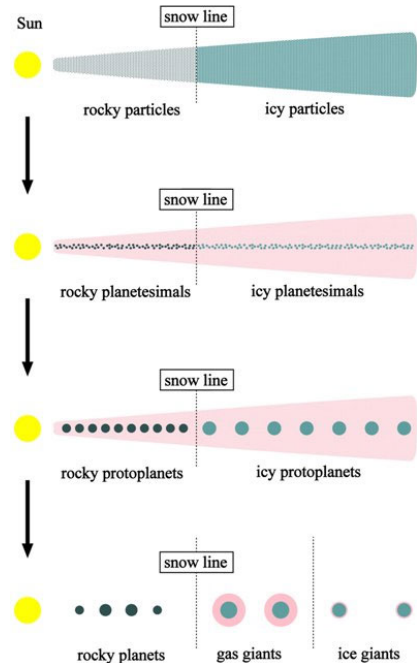 Sun
snow line
rocky particles
icy particles
snow line
rocky planetesimals
icy planetesimals
snow line
rocky protoplanets
icy protoplanets
snow line
rocky planets
gas giants
ice giants